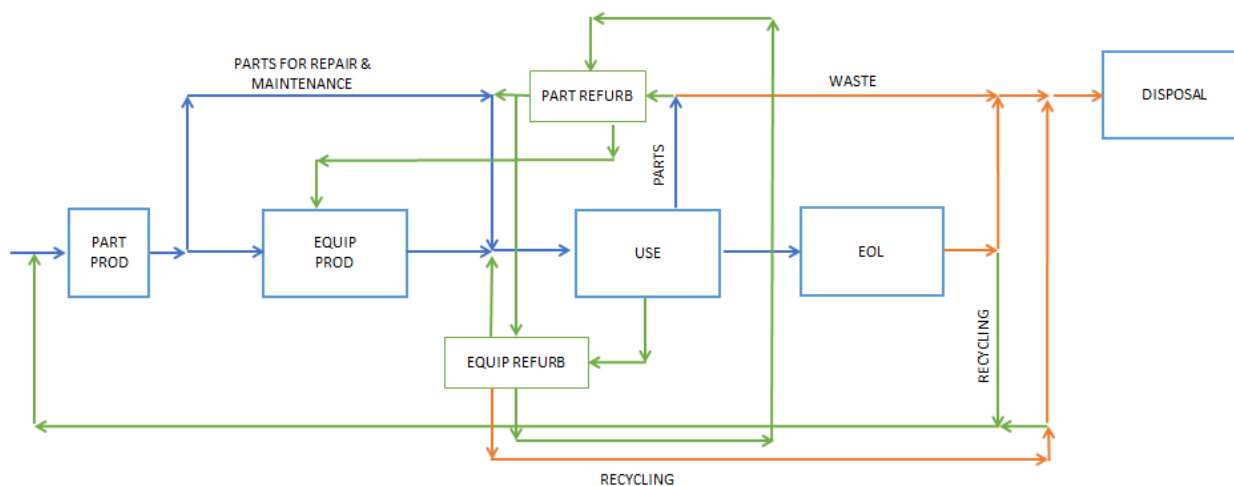 PARTS FOR REPAIR &
MAINTENANCE
PART REFURB
WASTE
DISPOSAL
PARTS
PART
PROD
EQUIP
PROD
USE
EOL
EQUIP REFURB
RECYCLING
RECYCLING